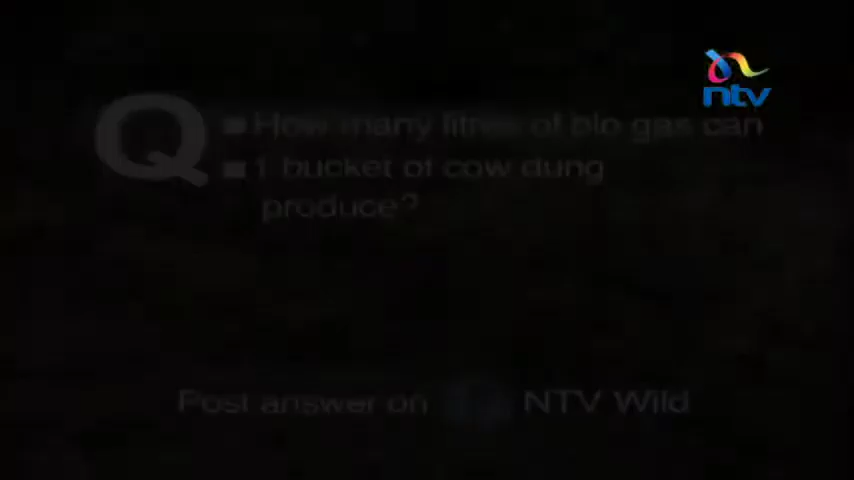 ntv
Q: How many litres of bio gas can
1 bucket of cow dung
produce?
Post answer on NTV Wild